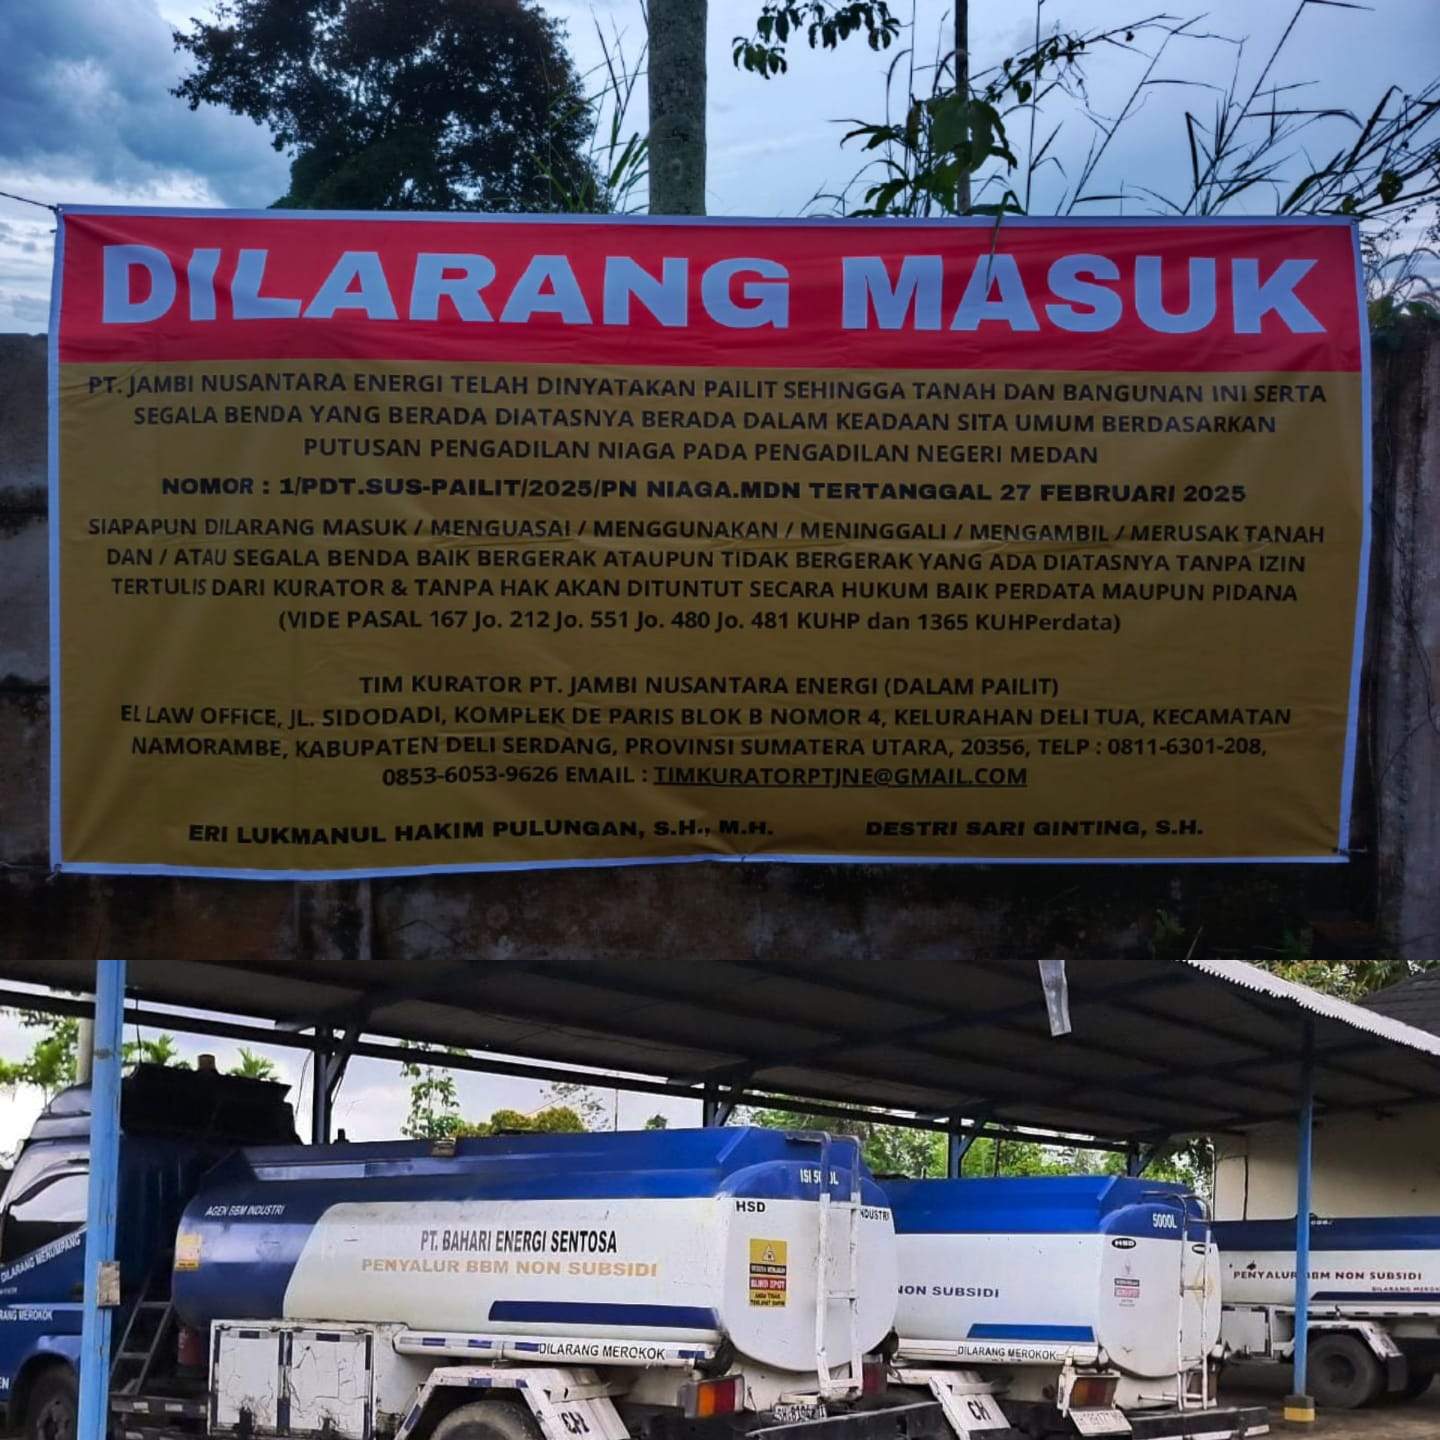 DILARANG MASUK
PT. JAMBI NUSANTARA ENERGI TELAH DINYATAKAN PAILIT SEHINGGA TANAH DAN BANGUNAN INI SERTA
SEGALA BENDA YANG BERADA DIATASNYA BERADA DALAM KEADAAN SITA UMUM BERDASARKAN
PUTUSAN PENGADILAN NIAGA PADA PENGADILAN NEGERI MEDAN
NOMOR : 1/PDT.SUS-PAILIT/2025/PN NIAGA.MDN TERTANGGAL 27 FEBRUARI 2025
SIAPAPUN DILARANG MASUK / MENGUASAI / MENGGUNAKAN / MENINGGALI / MENGAMBIL / MERUSAK TANAH
DAN / ATAU SEGALA BENDA BAIK BERGERAK ATAUPUN TIDAK BERGERAK YANG ADA DIATASNYA TANPA IZIN
TERTULIS DARI KURATOR & TANPA HAK AKAN DITUNTUT SECARA HUKUM BAIK PERDATA MAUPUN PIDANA
(VIDE PASAL 167 Jo. 212 Jo. 551 Jo. 480 Jo. 481 KUHP dan 1365 KUHPerdata)
TIM KURATOR PT. JAMBI NUSANTARA ENERGI (DALAM PAILIT)
EL LAW OFFICE, JL. SIDODADI, KOMPLEK DE PARIS BLOK B NOMOR 4, KELURAHAN DELI TUA, KECAMATAN
NAMORAMBE, KABUPATEN DELI SERDANG, PROVINSI SUMATERA UTARA, 20356, TELP : 0811-6301-208,
0853-6053-9626 EMAIL : TIMKURATORPTJNE@GMAIL.COM
ERI LUKMANUL HAKIM PULUNGAN, S.H., M.H. DESTRI SARI GINTING, S.H.
AGEN BBM INDUSTRI
PT. BAHARI ENERGI SENTOSA
PENYALUR BBM NON SUBSIDI
HSD
DILARANG MEROKOK
DILARANG MENUMPANG
MEROKOK
INDUSTRI
NON SUBSIDI
HSD
5000L
DILARANG MEROKOK
PENYALUR BBM NON SUBSIDI
DILARANG